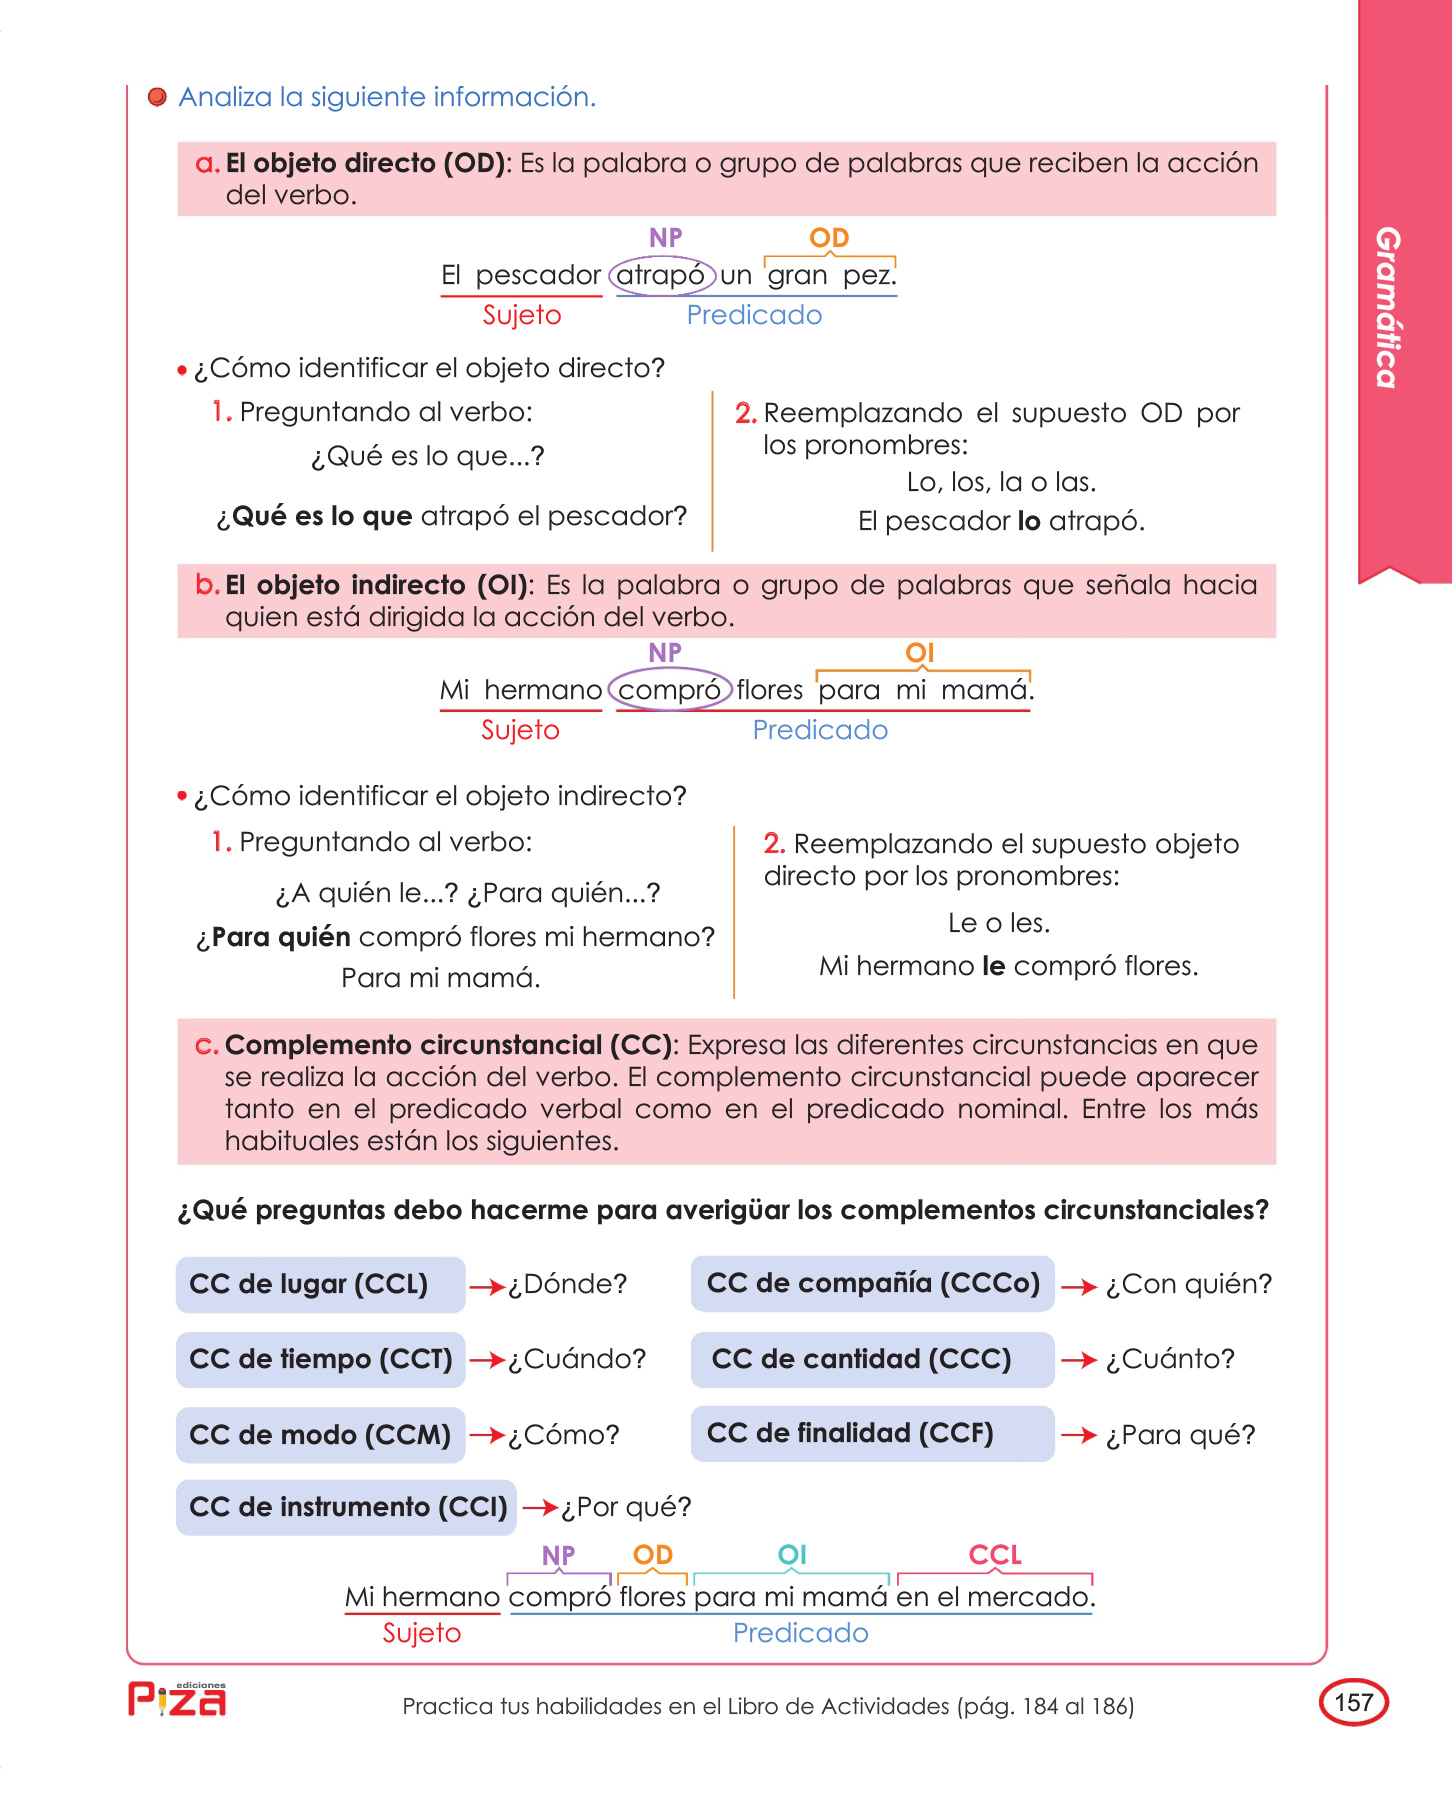 Analiza la siguiente información.
a. El objeto directo (OD): Es la palabra o grupo de palabras que reciben la acción
del verbo.
NP OD
El pescador atrapó un gran pez.
Sujeto Predicado
• ¿Cómo identificar el objeto directo?
1. Preguntando al verbo:
¿Qué es lo que...?
¿Qué es lo que atrapó el pescador?
2. Reemplazando el supuesto OD por
los pronombres:
Lo, los, la o las.
El pescador lo atrapó.
b. El objeto indirecto (OI): Es la palabra o grupo de palabras que señala hacia
quien está dirigida la acción del verbo.
NP OI
Mi hermano compró flores para mi mamá.
Sujeto Predicado
• ¿Cómo identificar el objeto indirecto?
1. Preguntando al verbo:
¿A quién le...? ¿Para quién...?
¿Para quién compró flores mi hermano?
Para mi mamá.
2. Reemplazando el supuesto objeto
directo por los pronombres:
Le o les.
Mi hermano le compró flores.
c. Complemento circunstancial (CC): Expresa las diferentes circunstancias en que
se realiza la acción del verbo. El complemento circunstancial puede aparecer
tanto en el predicado verbal como en el predicado nominal. Entre los más
habituales están los siguientes.
¿Qué preguntas debo hacerme para averigüar los complementos circunstanciales?
CC de lugar (CCL) ¿Dónde? CC de compañía (CCCo) ¿Con quién?
CC de tiempo (CCT) ¿Cuándo? CC de cantidad (CCC) ¿Cuánto?
CC de modo (CCM) ¿Cómo? CC de finalidad (CCF) ¿Para qué?
CC de instrumento (CCI) ¿Por qué?
NP OD OI CCL
Mi hermano compró flores para mi mamá en el mercado.
Sujeto Predicado
Gramática
ediciones
Piza
Practica tus habilidades en el Libro de Actividades (pág. 184 al 186)
157